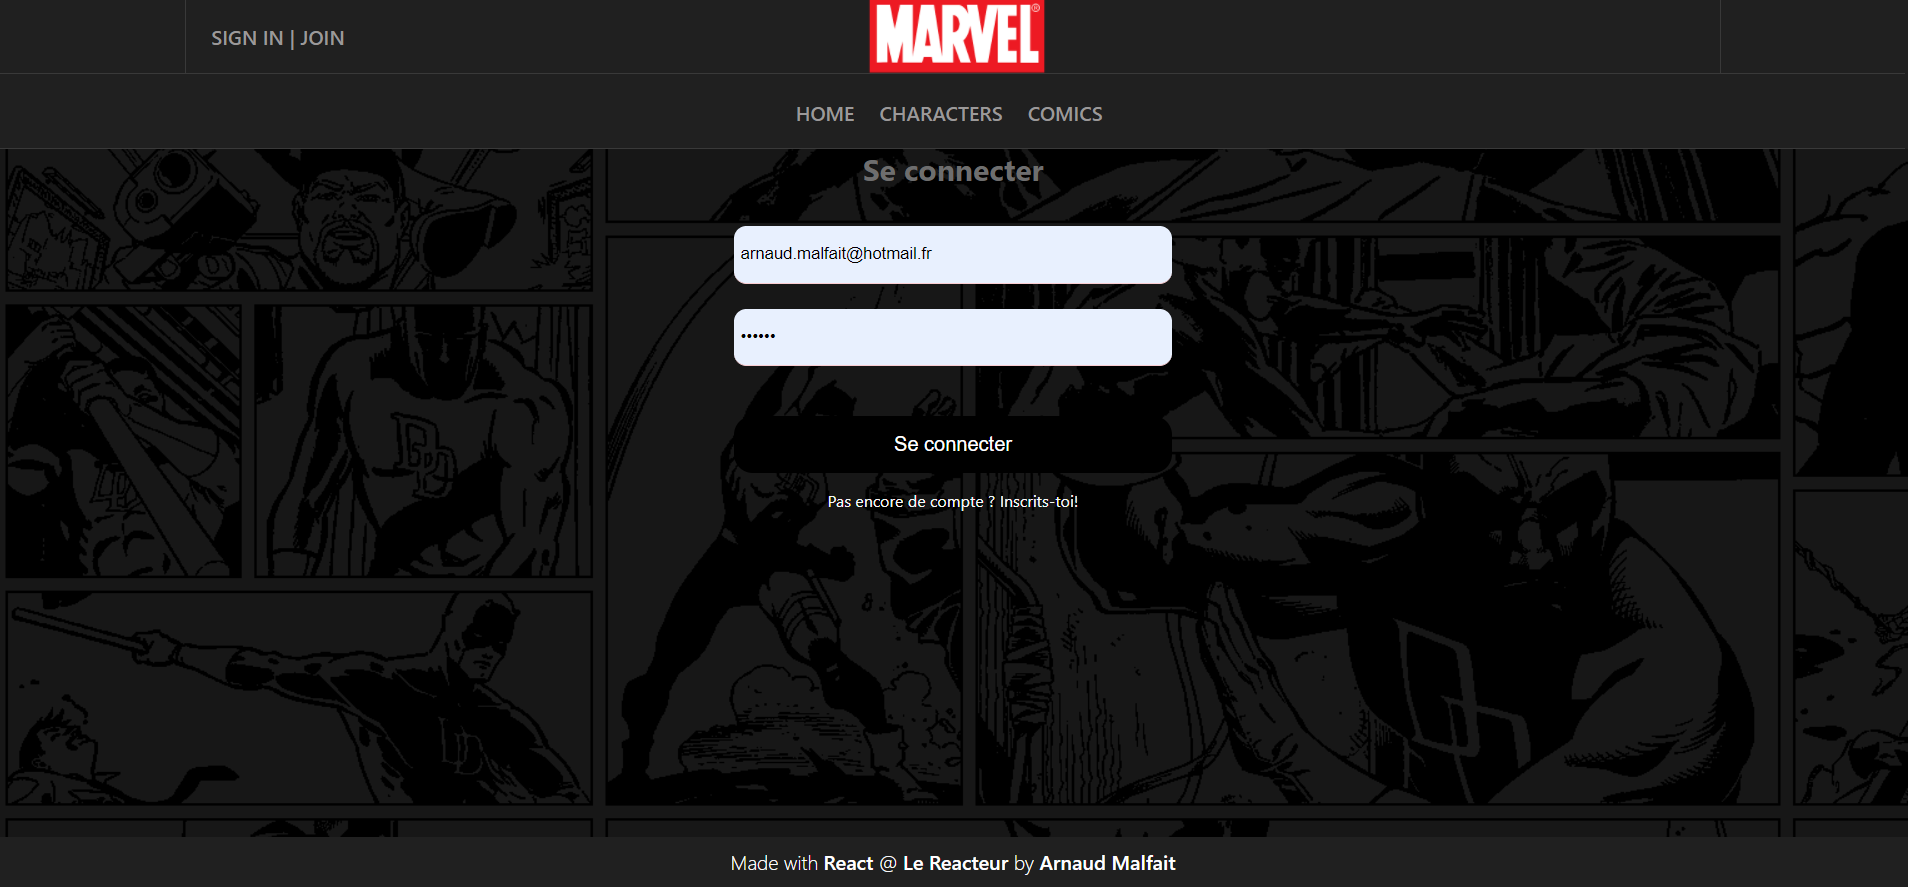 SIGN IN | JOIN
MARVEL®
HOME CHARACTERS COMICS
Se connecter
arnaud.malfait@hotmail.fr
••••••
Se connecter
Pas encore de compte ? Inscrits-toi!
Made with React @ Le Reacteur by Arnaud Malfait